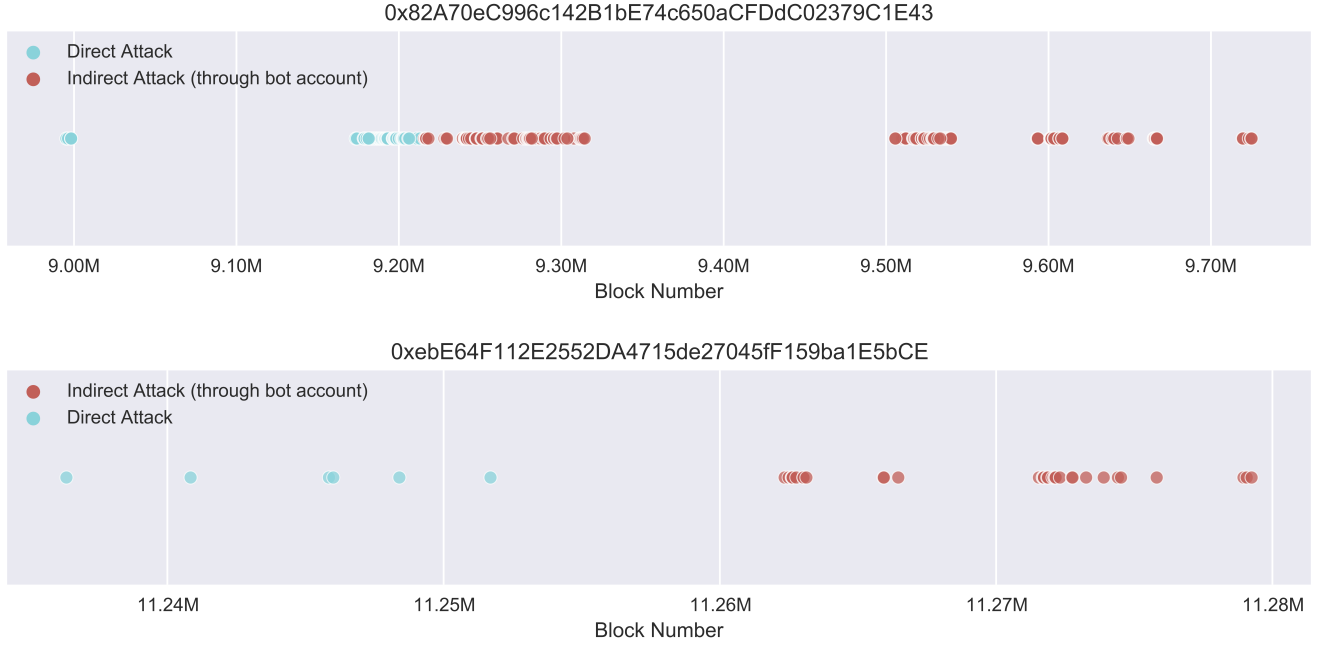 0x82A70eC996c142B1bE74c650aCFDdC02379C1E43
Direct Attack
Indirect Attack (through bot account)
9.00M 9.10M 9.20M 9.30M 9.40M 9.50M 9.60M 9.70M
Block Number
0xebE64F112E2552DA4715de27045fF159ba1E5bCE
Indirect Attack (through bot account)
Direct Attack
11.24M 11.25M 11.26M 11.27M 11.28M
Block Number